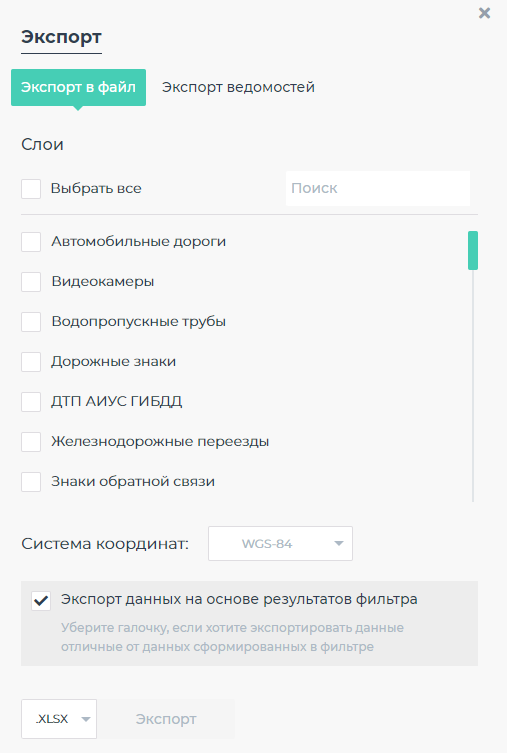 Экспорт
Экспорт в файл
Экспорт ведомостей
Слои
Выбрать все
Поиск
Автомобильные дороги
Видеокамеры
Водопропускные трубы
Дорожные знаки
ДТП АИУС ГИБДД
Железнодорожные переезды
Знаки обратной связи
Система координат:
WGS-84
Экспорт данных на основе результатов фильтра
Уберите галочку, если хотите экспортировать данные
отличные от данных сформированных в фильтре
.XLSX
Экспорт